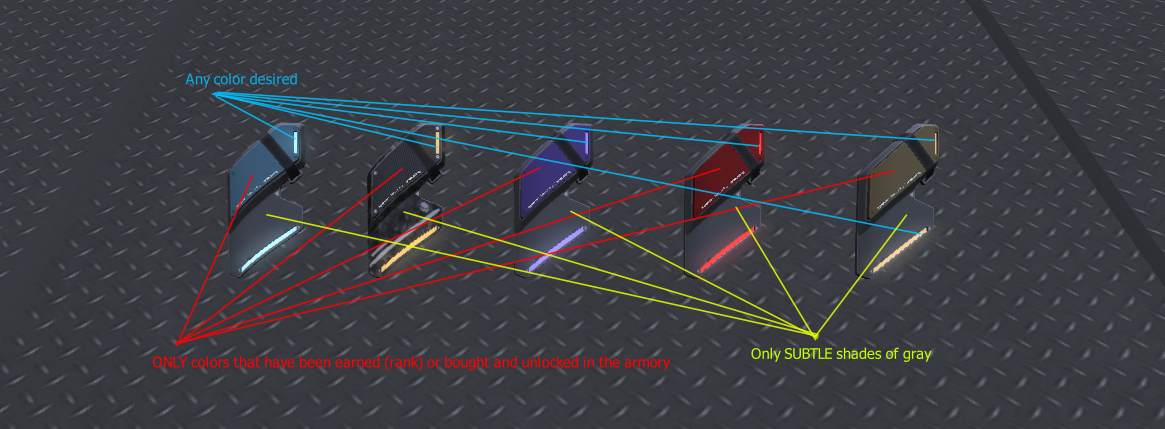 Any color desired
ONLY colors that have been earned (rank) or bought and unlocked in the armory
Only SUBTLE shades of gray